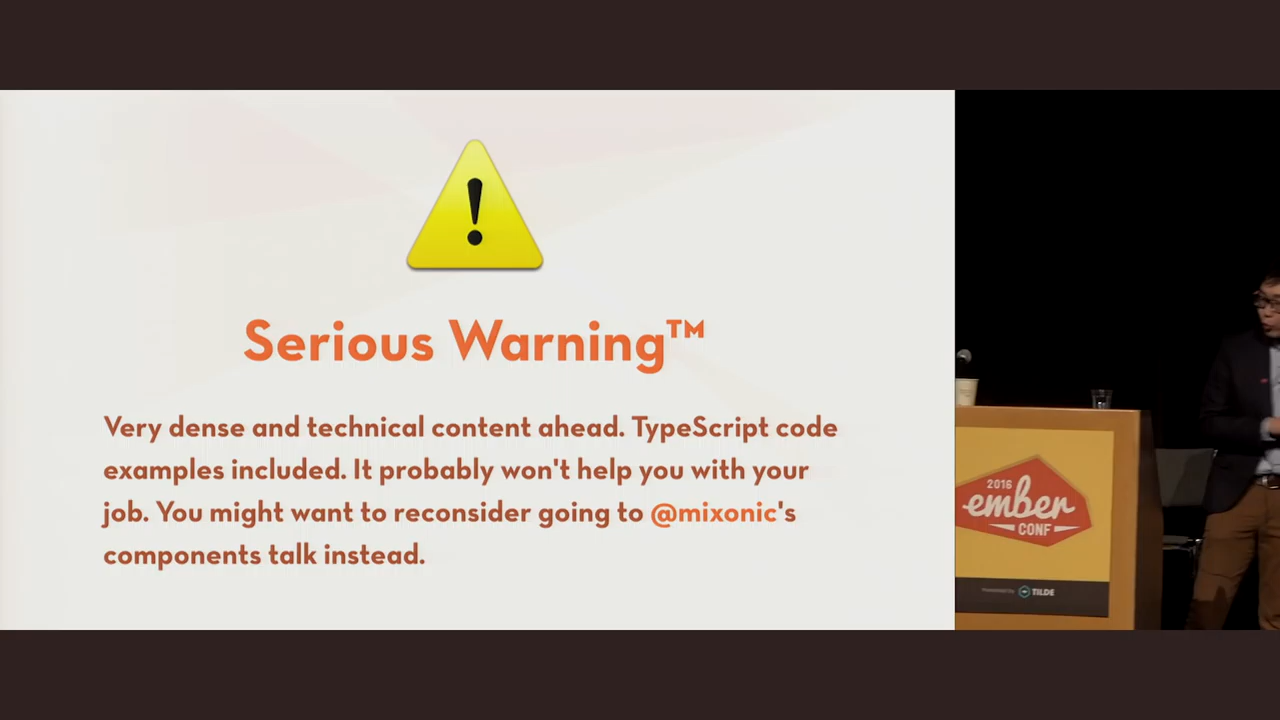 !
Serious Warning™
Very dense and technical content ahead. TypeScript code
examples included. It probably won't help you with your
job. You might want to reconsider going to @mixonic's
components talk instead.
2016
ember
CONF
TILDE